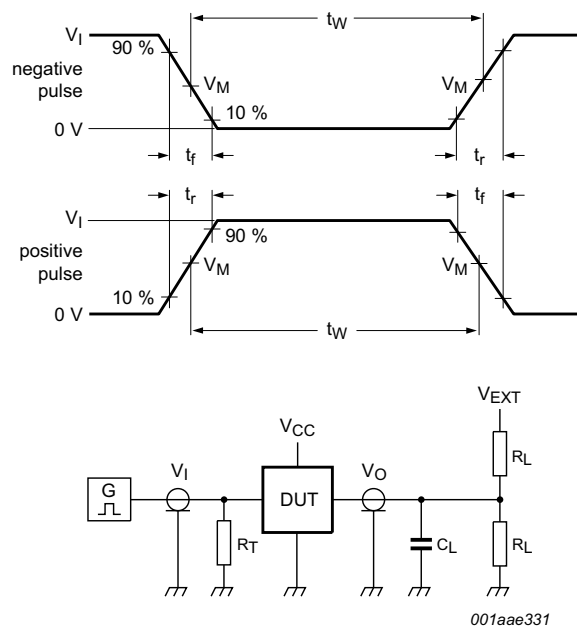 V_I
90 %
negative
pulse
0 V
t_W
V_M
10 %
V_M
t_f
t_r
V_I
positive
pulse
0 V
t_r
90 %
V_M
10 %
t_f
V_M
t_W
V_EXT
V_CC
R_L
V_I
V_O
G
DUT
R_T
C_L
R_L
001aae331